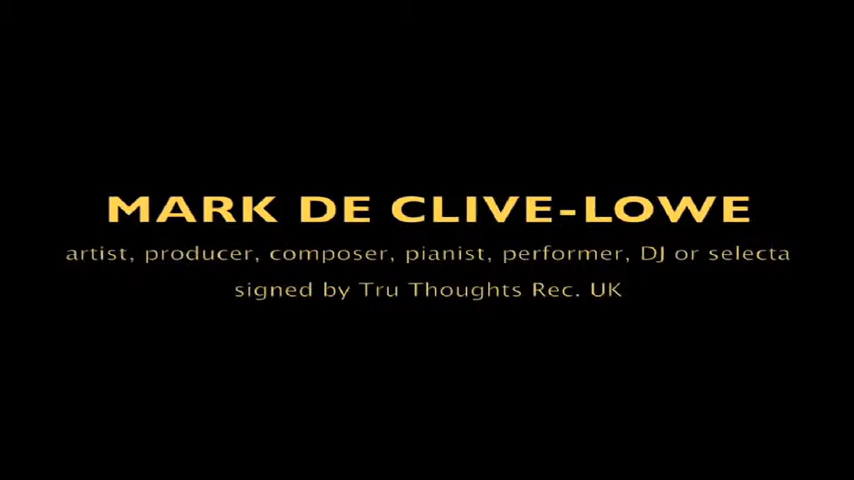 MARK DE CLIVE-LOWE
artist, producer, composer, pianist, performer, DJ or selecta
signed by Tru Thoughts Rec. UK